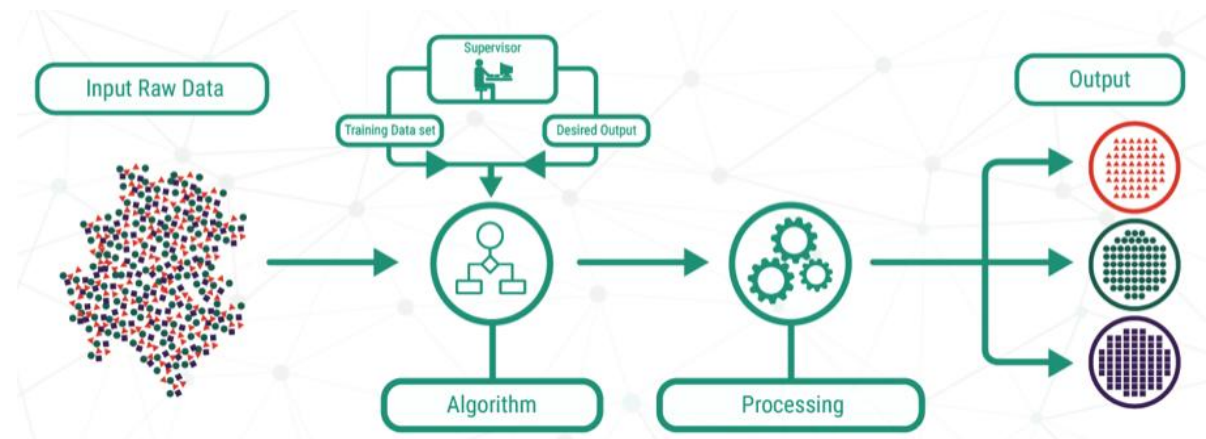 Input Raw Data
Supervisor
Training Data set
Desired Output
Algorithm
Processing
Output